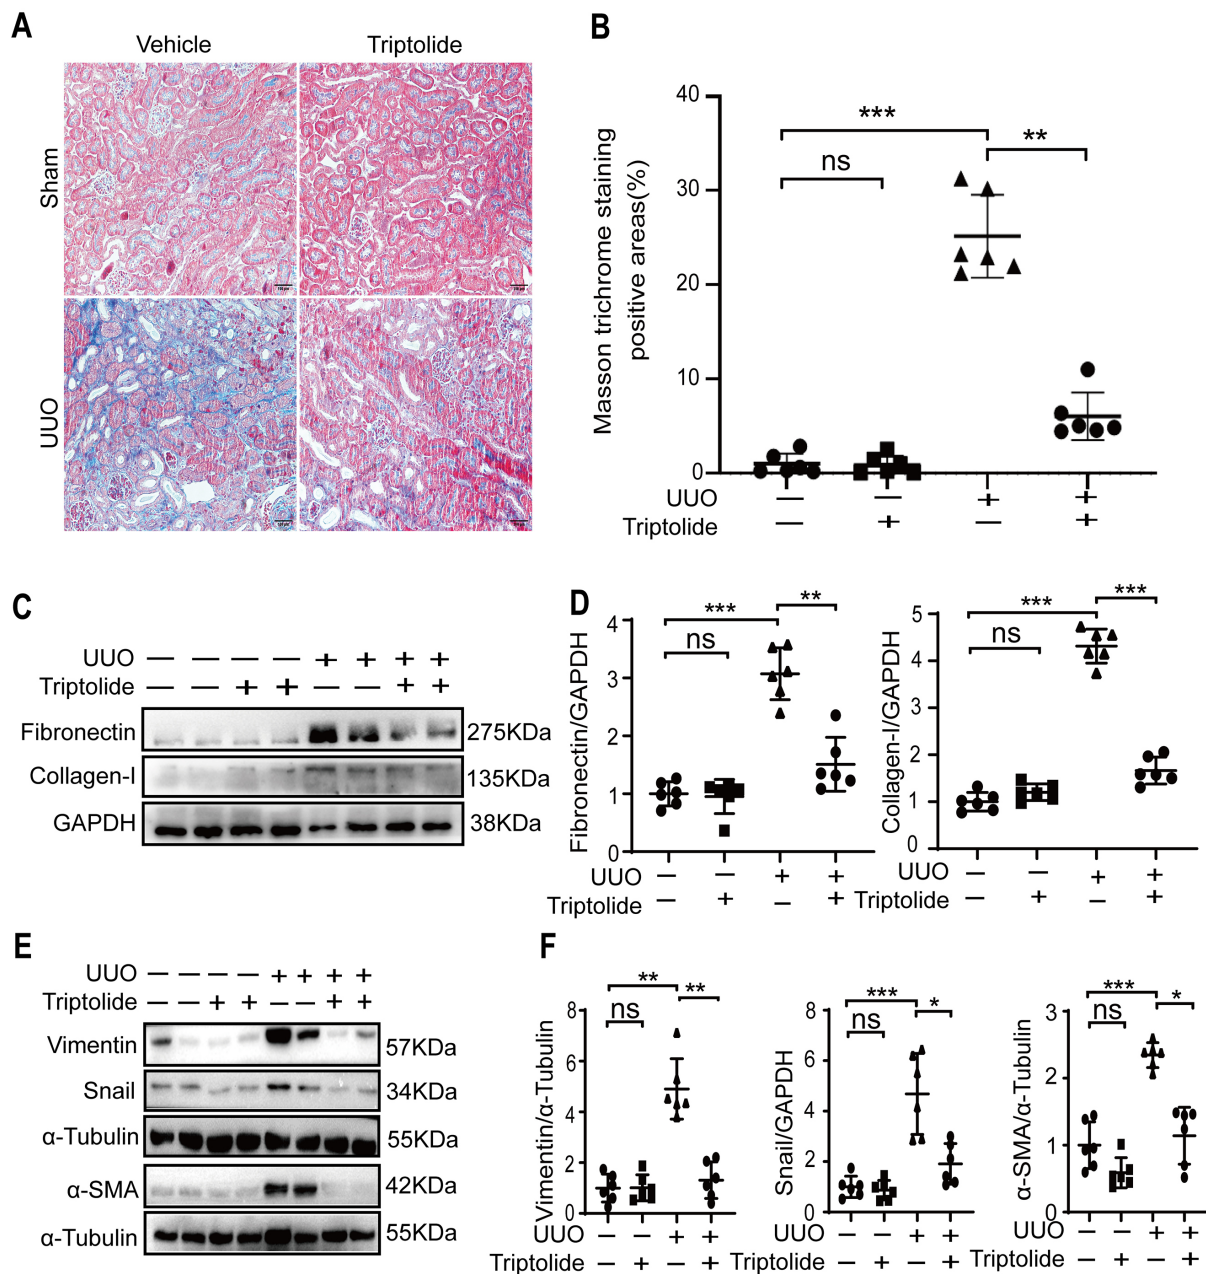 A
Vehicle
Triptolide
Sham
UUO
B
Masson trichrome staining
positive areas(%)
40
30
20
10
0
***
**
ns
UUO — — + +
Triptolide — + — +
C
UUO — — — — + + + +
Triptolide — — + + — — + +
Fibronectin 275KDa
Collagen-I 135KDa
GAPDH 38KDa
D
Fibronectin/GAPDH
4
3
2
1
0
***
**
ns
UUO — — + +
Triptolide — + — +
Collagen-I/GAPDH
5
4
3
2
1
0
***
***
ns
UUO — — + +
Triptolide — + — +
E
UUO — — — — + + + +
Triptolide — — + + — — + +
Vimentin 57KDa
Snail 34KDa
α-Tubulin 55KDa
α-SMA 42KDa
α-Tubulin 55KDa
F
Vimentin/α-Tubulin
8
6
4
2
0
**
**
ns
UUO — — + +
Triptolide — + — +
Snail/GAPDH
8
6
4
2
0
***
*
ns
UUO — — + +
Triptolide — + — +
α-SMA/α-Tubulin
3
2
1
0
***
*
ns
UUO — — + +
Triptolide — + — +